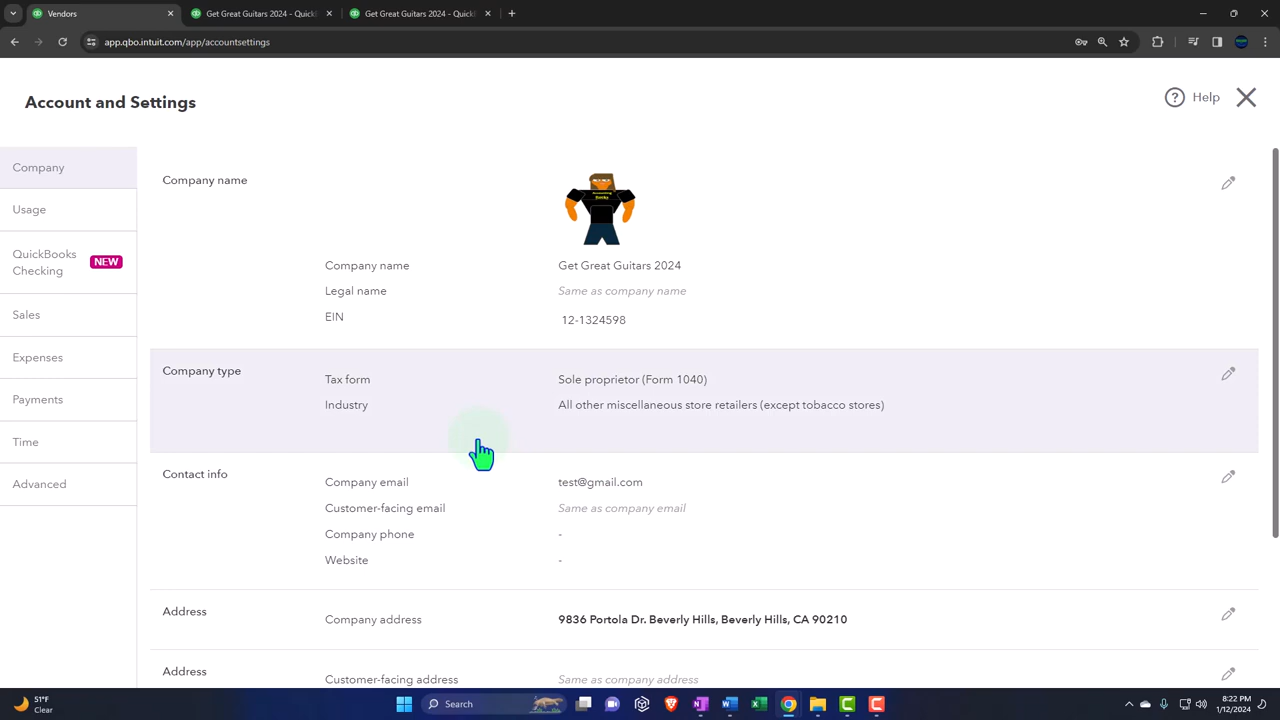 Vendors
Get Great Guitars 2024 - QuickF
Get Great Guitars 2024 - QuickF
app.qbo.intuit.com/app/accountsettings
Account and Settings
Help
Company
Usage
QuickBooks Checking NEW
Sales
Expenses
Payments
Time
Advanced
Company name
Accounting
Rocks
Company name Get Great Guitars 2024
Legal name Same as company name
EIN 12-1324598
Company type
Tax form Sole proprietor (Form 1040)
Industry All other miscellaneous store retailers (except tobacco stores)
Contact info
Company email test@gmail.com
Customer-facing email Same as company email
Company phone -
Website -
Address
Company address 9836 Portola Dr. Beverly Hills, Beverly Hills, CA 90210
Address
Customer-facing address Same as company address
51°F
Clear
Search
8:22 PM
1/12/2024